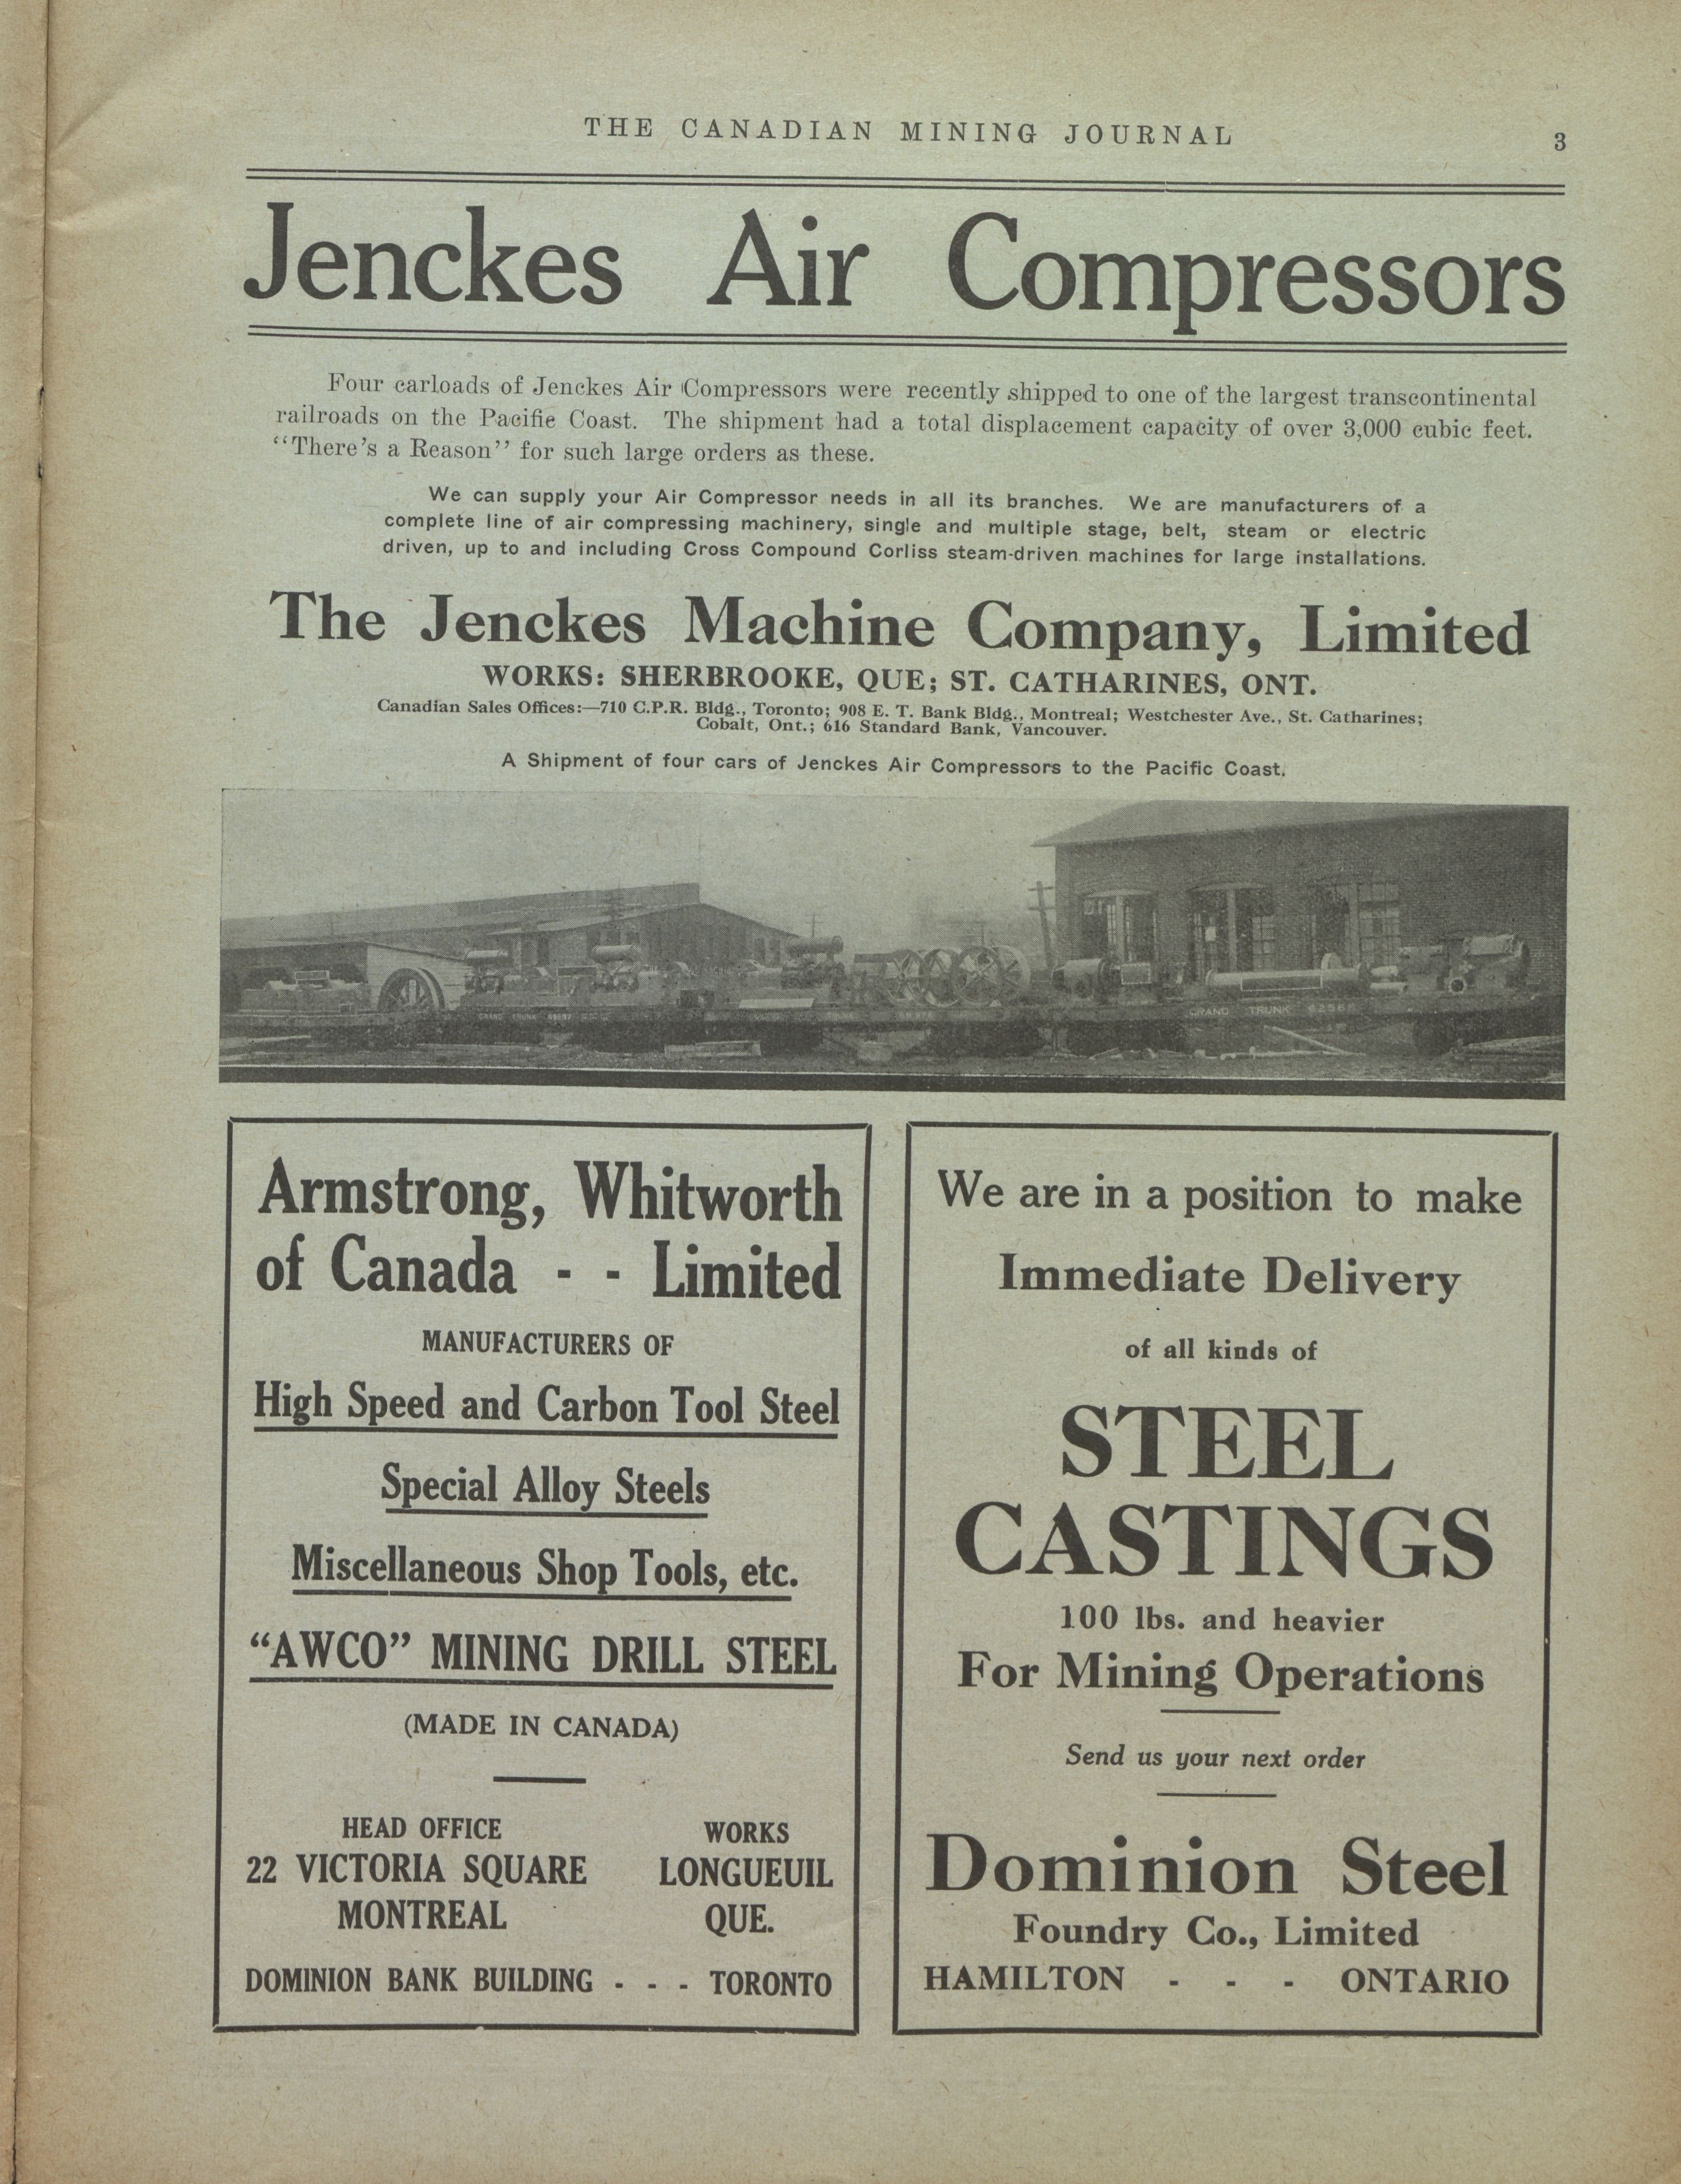 THE CANADIAN MINING JOURNAL 3
Jenckes Air Compressors
Four carloads of Jenckes Air Compressors were recently shipped to one of the largest transcontinental
railroads on the Pacific Coast. The shipment had a total displacement capacity of over 3,000 cubic feet.
"There's a Reason" for such large orders as these.
We can supply your Air Compressor needs in all its branches. We are manufacturers of a
complete line of air compressing machinery, single and multiple stage, belt, steam or electric
driven, up to and including Cross Compound Corliss steam-driven machines for large installations.
The Jenckes Machine Company, Limited
WORKS: SHERBROOKE, QUE; ST. CATHARINES, ONT.
Canadian Sales Offices:—710 C.P.R. Bldg., Toronto; 908 E. T. Bank Bldg., Montreal; Westchester Ave., St. Catharines;
Cobalt, Ont.; 616 Standard Bank, Vancouver.
A Shipment of four cars of Jenckes Air Compressors to the Pacific Coast.
GRAND TRUNK
GRAND TRUNK
Armstrong, Whitworth
of Canada - - Limited
MANUFACTURERS OF
High Speed and Carbon Tool Steel
Special Alloy Steels
Miscellaneous Shop Tools, etc.
"AWCO" MINING DRILL STEEL
(MADE IN CANADA)
HEAD OFFICE
22 VICTORIA SQUARE
MONTREAL
WORKS
LONGUEUIL
QUE.
DOMINION BANK BUILDING - - - TORONTO
We are in a position to make
Immediate Delivery
of all kinds of
STEEL
CASTINGS
100 lbs. and heavier
For Mining Operations
Send us your next order
Dominion Steel
Foundry Co., Limited
HAMILTON - - - ONTARIO